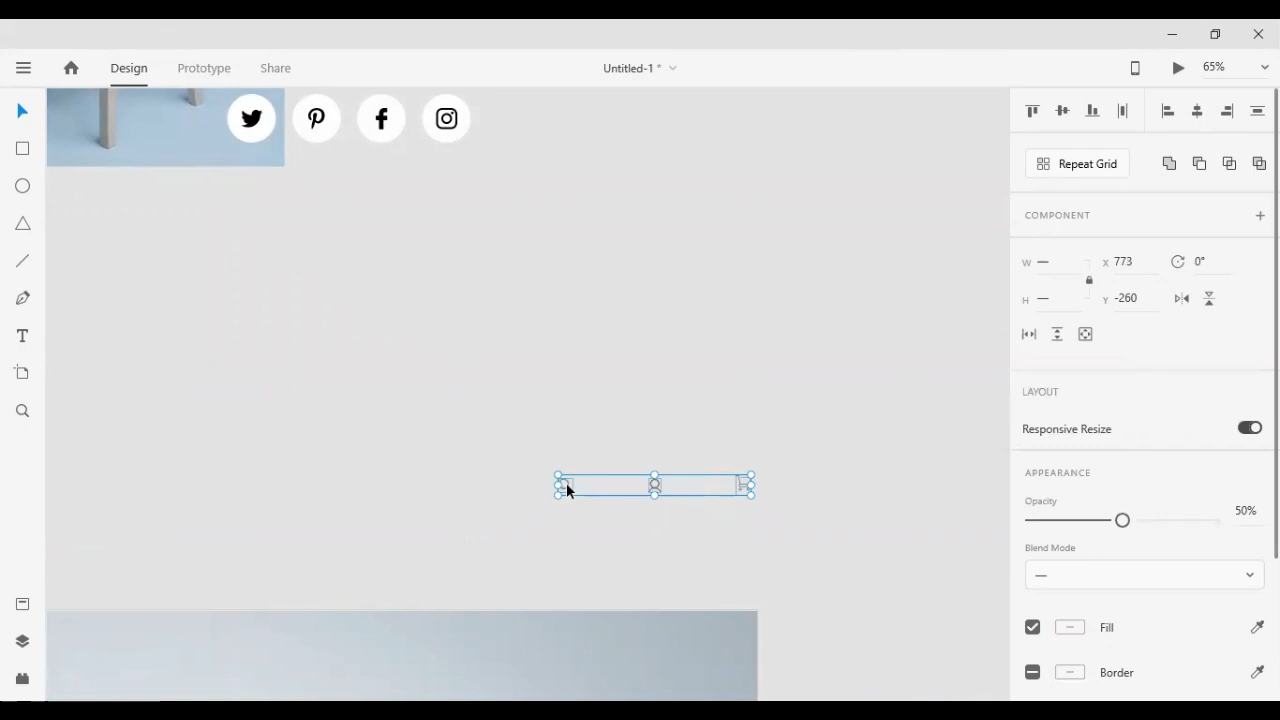 Design Prototype Share Untitled-1 * 65%
Repeat Grid
COMPONENT
W — X 773 0°
H — Y -260
LAYOUT
Responsive Resize
APPEARANCE
Opacity
50%
Blend Mode
—
Fill
Border
T